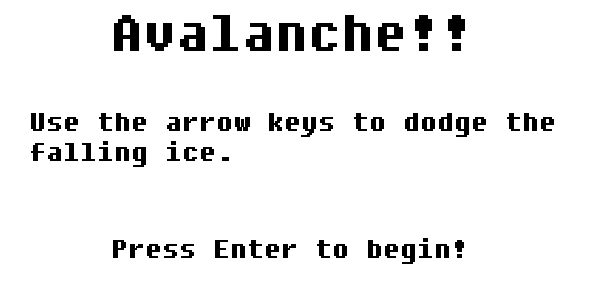 Avalanche!!
Use the arrow keys to dodge the
falling ice.
Press Enter to begin!